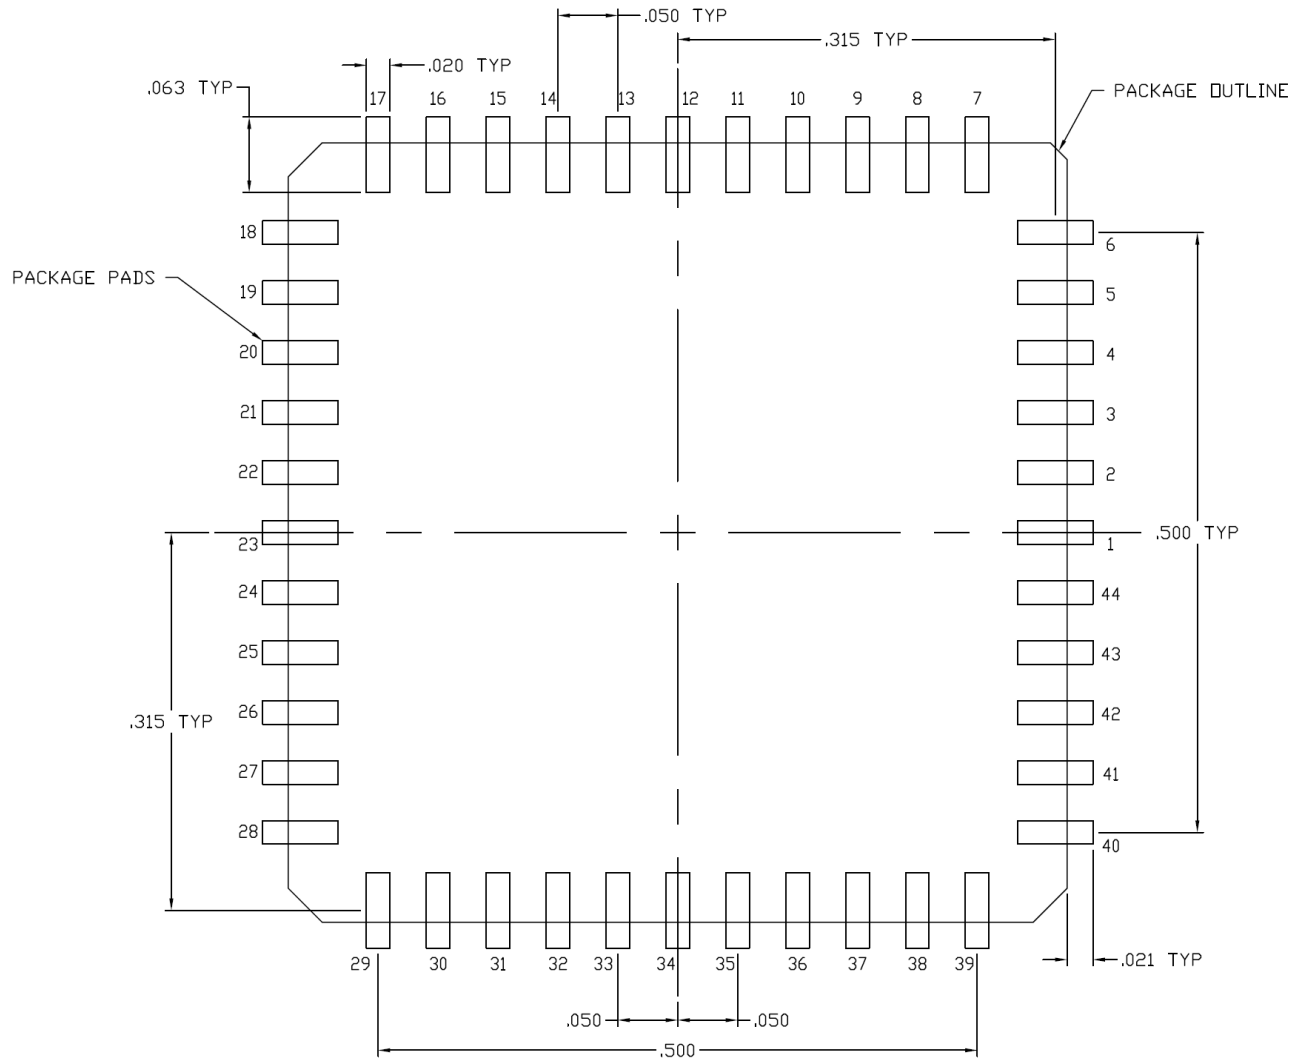 .050 TYP
.315 TYP
.020 TYP
.063 TYP
PACKAGE OUTLINE
17 16 15 14 13 12 11 10 9 8 7
18
6
PACKAGE PADS
19
5
20
4
21
3
22
2
23
1
.500 TYP
24
44
25
43
.315 TYP
26
42
27
41
28
40
29 30 31 32 33 34 35 36 37 38 39
.021 TYP
.050
.050
.500